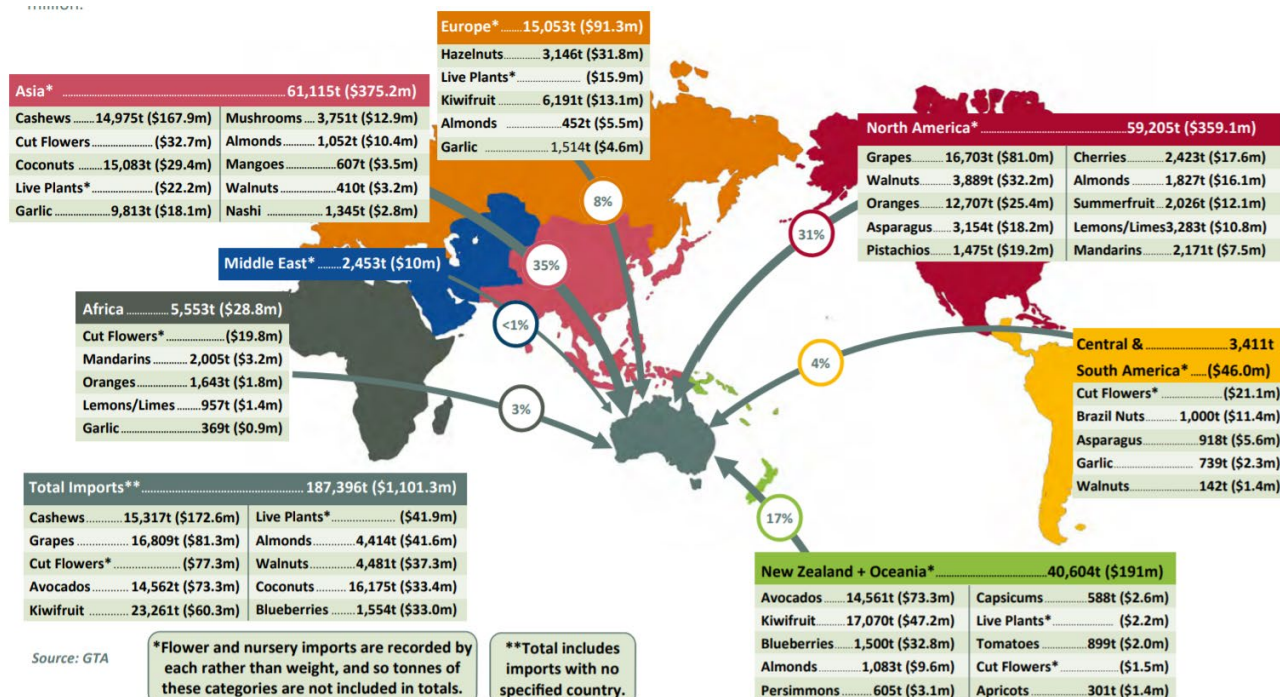 Europe* 15,053t ($91.3m)
Hazelnuts 3,146t ($31.8m)
Live Plants* ($15.9m)
Kiwifruit 6,191t ($13.1m)
Almonds 452t ($5.5m)
Garlic 1,514t ($4.6m)
Asia* 61,115t ($375.2m)
Cashews 14,975t ($167.9m)
Cut Flowers ($32.7m)
Coconuts 15,083t ($29.4m)
Live Plants* ($22.2m)
Garlic 9,813t ($18.1m)
Mushrooms 3,751t ($12.9m)
Almonds 1,052t ($10.4m)
Mangoes 607t ($3.5m)
Walnuts 410t ($3.2m)
Nashi 1,345t ($2.8m)
North America* 59,205t ($359.1m)
Grapes 16,703t ($81.0m)
Walnuts 3,889t ($32.2m)
Oranges 12,707t ($25.4m)
Asparagus 3,154t ($18.2m)
Pistachios 1,475t ($19.2m)
Cherries 2,423t ($17.6m)
Almonds 1,827t ($16.1m)
Summerfruit 2,026t ($12.1m)
Lemons/Limes3,283t ($10.8m)
Mandarins 2,171t ($7.5m)
8%
31%
35%
Middle East* 2,453t ($10m)
<1%
Africa 5,553t ($28.8m)
Cut Flowers* ($19.8m)
Mandarins 2,005t ($3.2m)
Oranges 1,643t ($1.8m)
Lemons/Limes 957t ($1.4m)
Garlic 369t ($0.9m)
3%
4%
Central & 3,411t
South America* ($46.0m)
Cut Flowers* ($21.1m)
Brazil Nuts 1,000t ($11.4m)
Asparagus 918t ($5.6m)
Garlic 739t ($2.3m)
Walnuts 142t ($1.4m)
Total Imports** 187,396t ($1,101.3m)
Cashews 15,317t ($172.6m)
Grapes 16,809t ($81.3m)
Cut Flowers* ($77.3m)
Avocados 14,562t ($73.3m)
Kiwifruit 23,261t ($60.3m)
Live Plants* ($41.9m)
Almonds 4,414t ($41.6m)
Walnuts 4,481t ($37.3m)
Coconuts 16,175t ($33.4m)
Blueberries 1,554t ($33.0m)
17%
New Zealand + Oceania* 40,604t ($191m)
Avocados 14,561t ($73.3m)
Kiwifruit 17,070t ($47.2m)
Blueberries 1,500t ($32.8m)
Almonds 1,083t ($9.6m)
Persimmons 605t ($3.1m)
Capsicums 588t ($2.6m)
Live Plants* ($2.2m)
Tomatoes 899t ($2.0m)
Cut Flowers* ($1.5m)
Apricots 301t ($1.4m)
Source: GTA
*Flower and nursery imports are recorded by
each rather than weight, and so tonnes of
these categories are not included in totals.
**Total includes
imports with no
specified country.